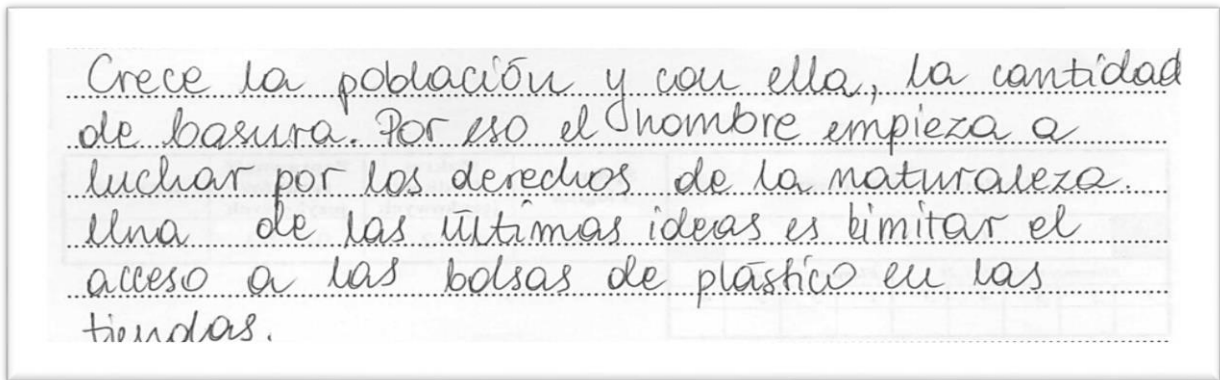 Crece la población y con ella, la cantidad
de basura. Por eso el hombre empieza a
luchar por los derechos de la naturaleza.
Una de las últimas ideas es limitar el
acceso a las bolsas de plástico en las
tiendas.